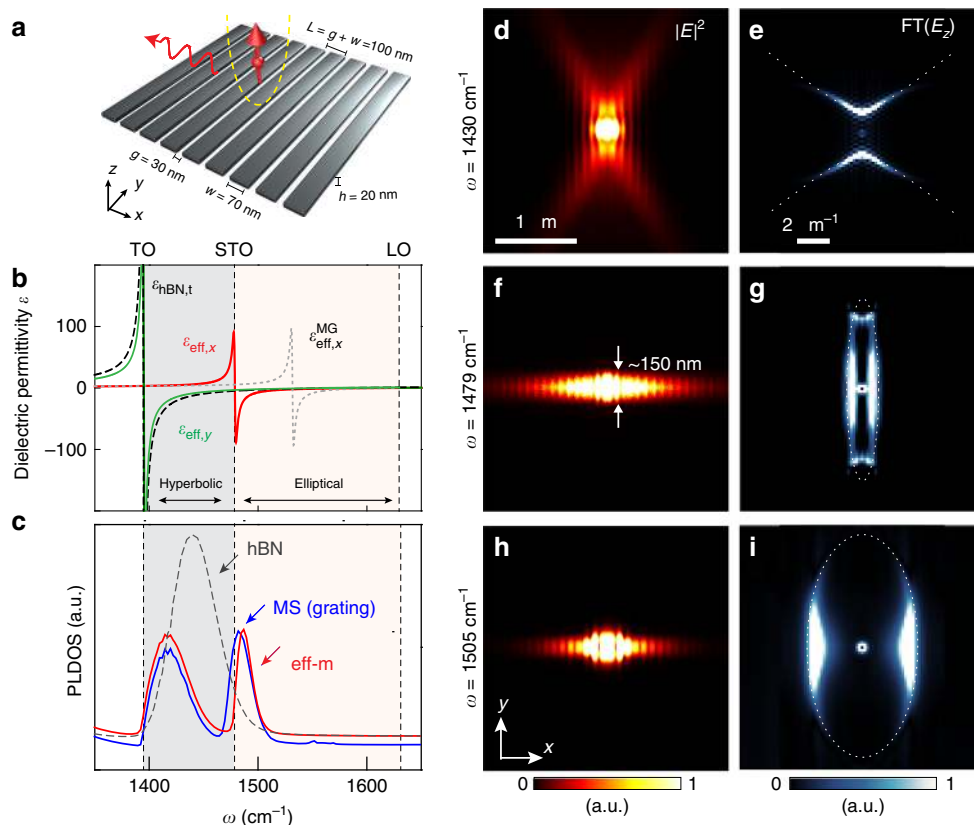 a
L = g + w =100 nm
g = 30 nm
w = 70 nm
h = 20 nm
z
y
x
TO
STO
LO
b
Dielectric permittivity ε
100
0
−100
εhBN,t
εeff,x
εeff,x^MG
εeff,y
Hyperbolic
Elliptical
c
PLDOS (a.u.)
hBN
MS (grating)
eff-m
1400
1500
1600
ω (cm⁻¹)
d
|E|²
ω = 1430 cm⁻¹
1 m
e
FT(Ez)
2 m⁻¹
f
ω = 1479 cm⁻¹
~150 nm
g
h
ω = 1505 cm⁻¹
y
x
i
0
1
(a.u.)
0
1
(a.u.)